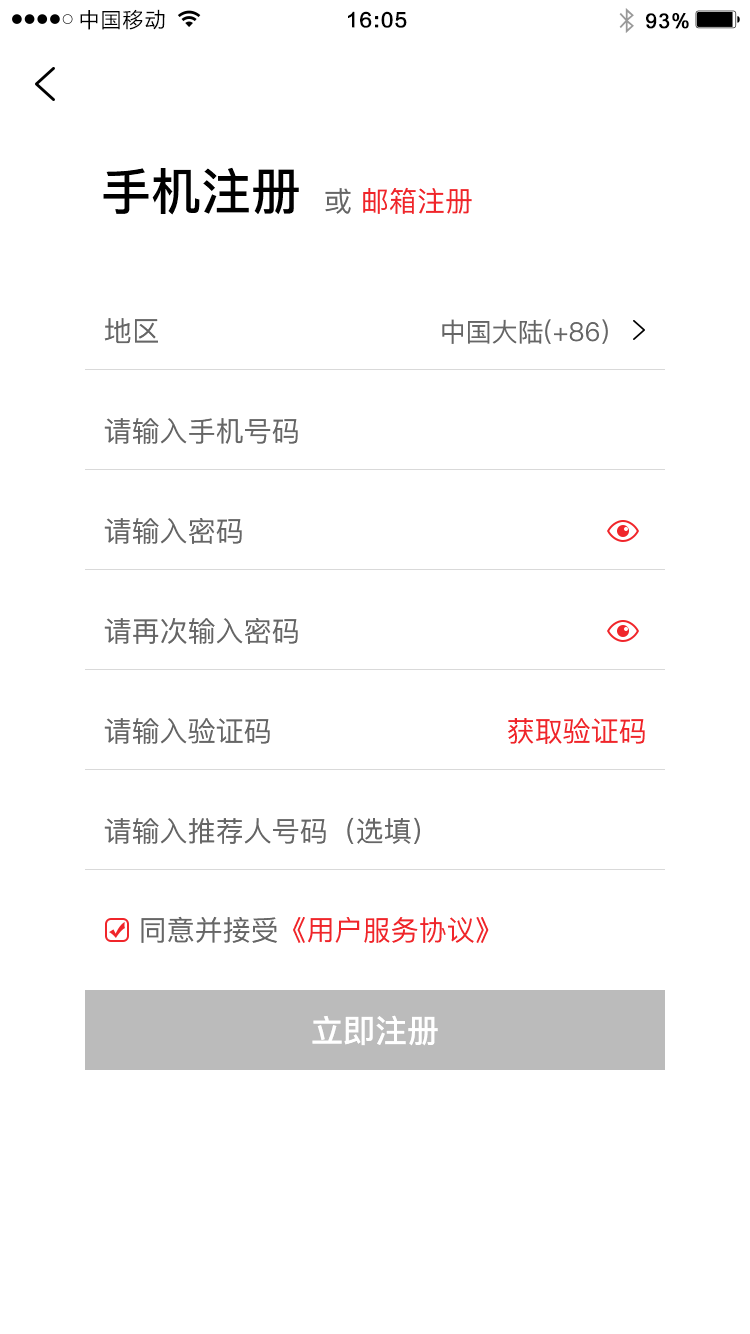 中国移动 16:05 93%
手机注册 或 邮箱注册
地区 中国大陆(+86)
请输入手机号码
请输入密码
请再次输入密码
请输入验证码 获取验证码
请输入推荐人号码（选填）
同意并接受《用户服务协议》
立即注册